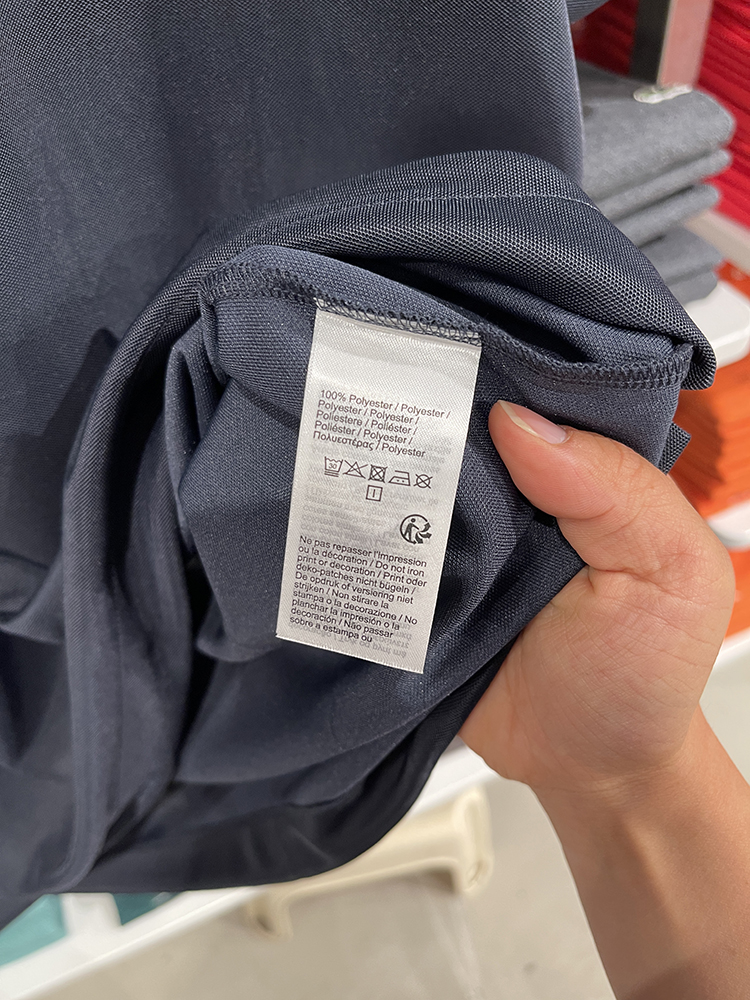 100% Polyester / Polyester /
Polyester / Polyester /
Poliestere / Poliéster /
Poliéster / Polyester /
Πολυεστέρας / Polyester
30
Ne pas repasser l'impression
ou la décoration / Do not iron
print or decoration / Print oder
deko-patches nicht bügeln /
De opdruk of versiering niet
strijken / Non stirare la
stampa o la decorazione / No
planchar la impresión o la
decoración / Não passar
sobre a estampa ou